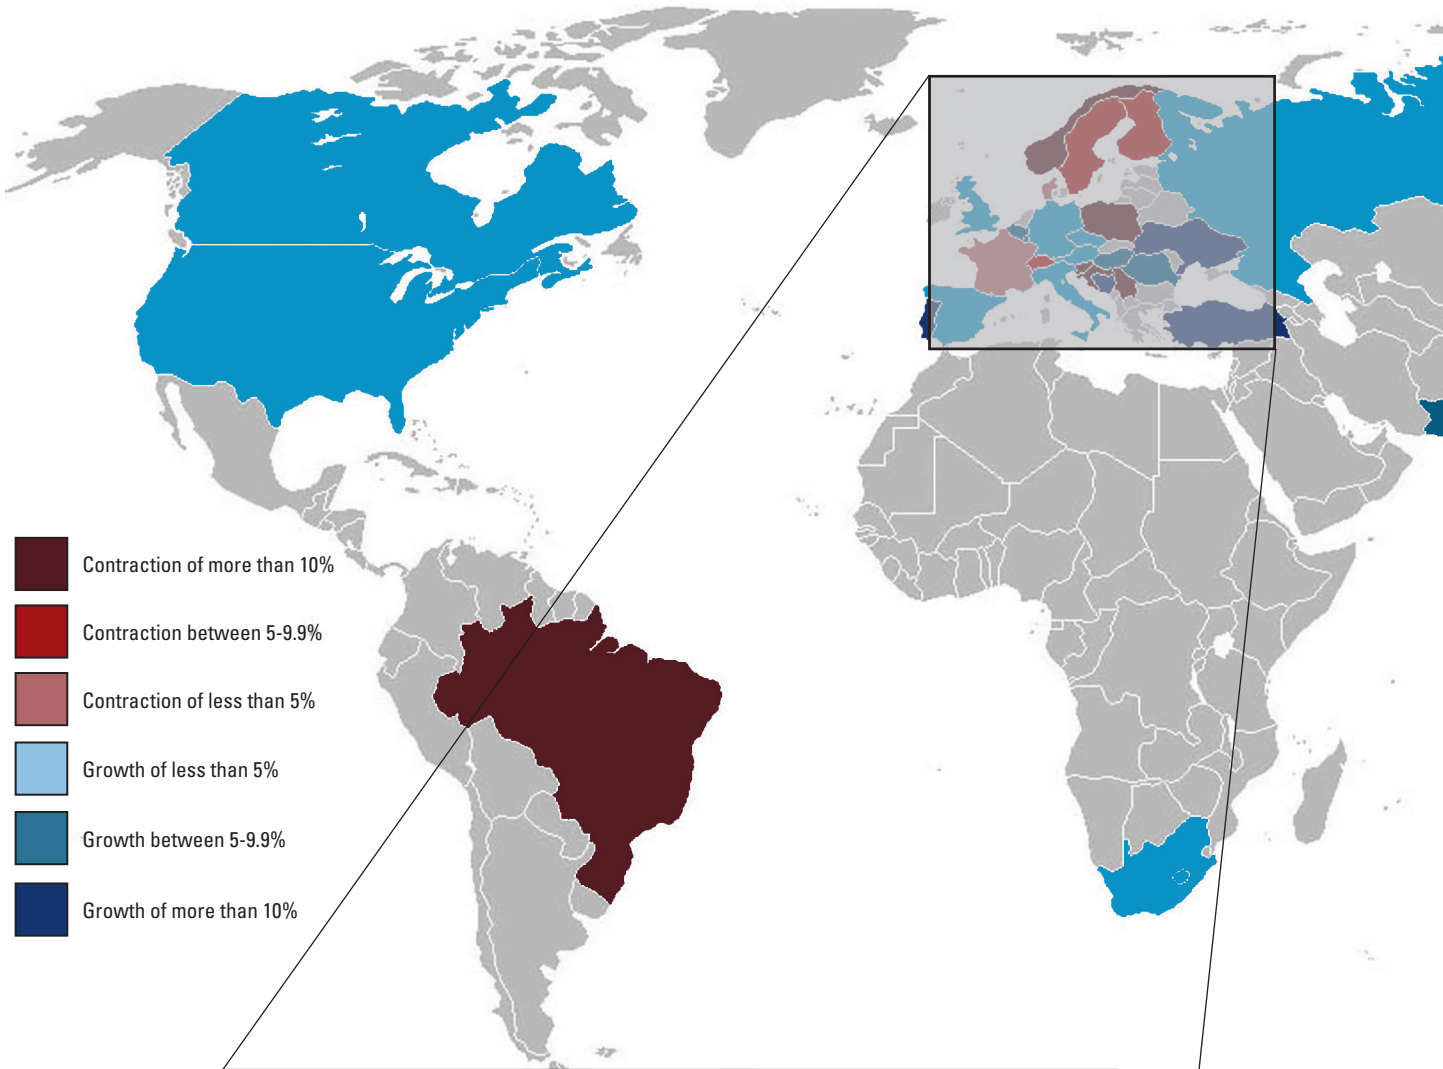 Contraction of more than 10%
Contraction between 5-9.9%
Contraction of less than 5%
Growth of less than 5%
Growth between 5-9.9%
Growth of more than 10%